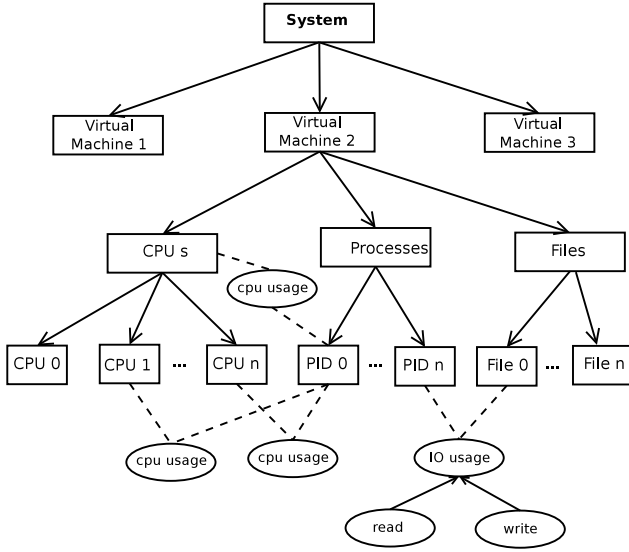 System
Virtual
Machine 1
Virtual
Machine 2
Virtual
Machine 3
CPU s
Processes
Files
cpu usage
CPU 0
CPU 1
...
CPU n
PID 0
...
PID n
File 0
...
File n
cpu usage
cpu usage
IO usage
read
write